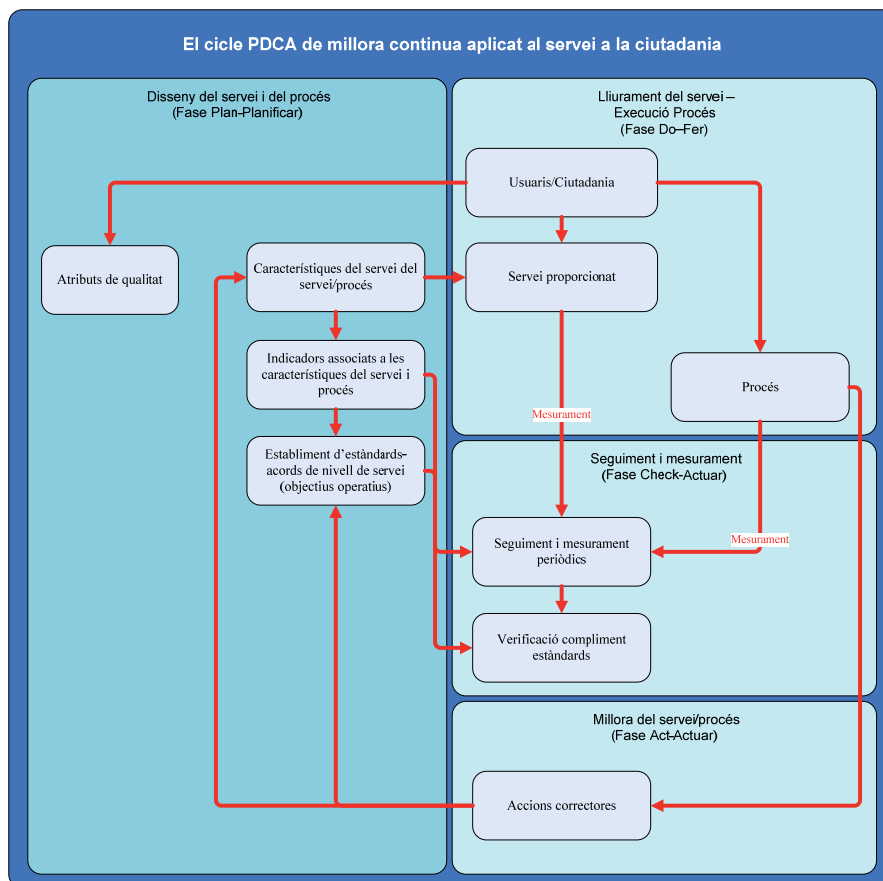 El cicle PDCA de millora continua aplicat al servei a la ciutadania
Disseny del servei i del procés
(Fase Plan-Planificar)
Atributs de qualitat
Característiques del servei del
servei/procés
Indicadors associats a les
característiques del servei i
procés
Establiment d'estàndards-
acords de nivell de servei
(objectius operatius)
Lliurament del servei –
Execució Procés
(Fase Do–Fer)
Usuaris/Ciutadania
Servei proporcionat
Procés
Mesurament
Seguiment i mesurament
(Fase Check-Actuar)
Mesurament
Seguiment i mesurament
periòdics
Verificació compliment
estàndards
Millora del servei/procés
(Fase Act-Actuar)
Accions correctores